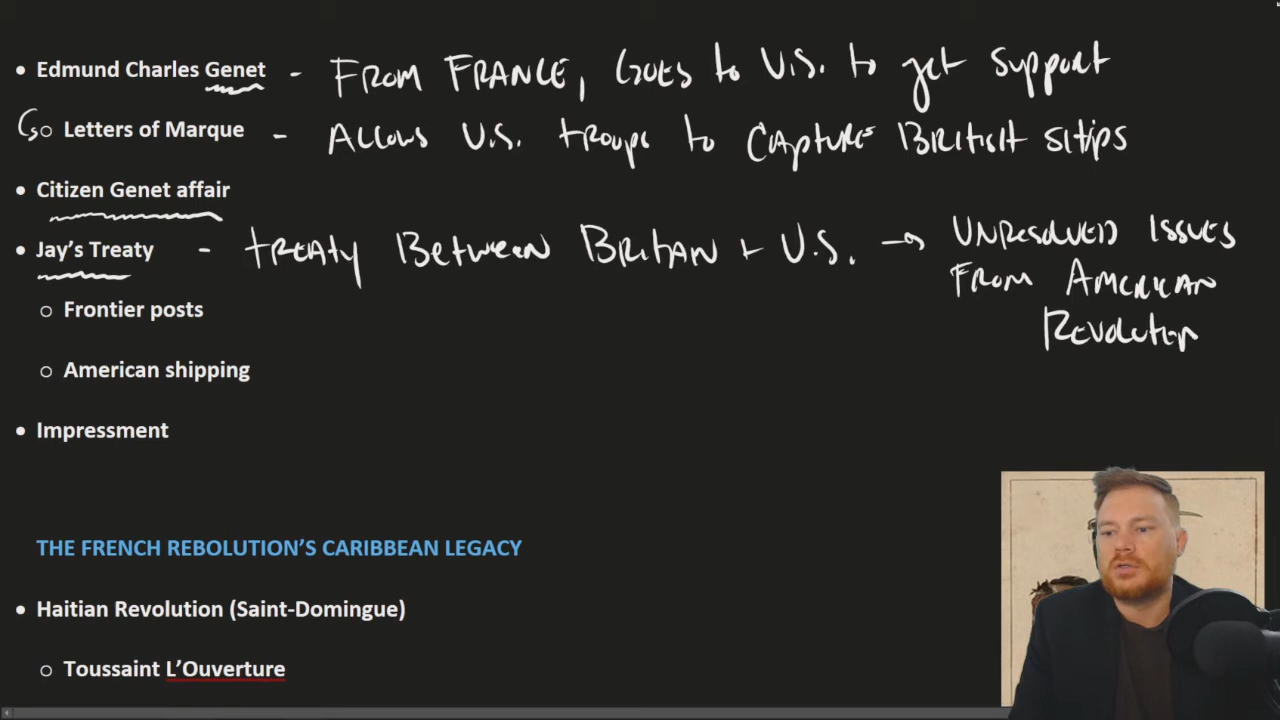 • Edmund Charles Genet - FROM FRANCE, GOES to U.S. to get support
○ Letters of Marque - ALLOWS U.S. troops to CAPTURE BRITISH SHIPS
• Citizen Genet affair
• Jay's Treaty - TREATY BETWEEN BRITAN + U.S. → UNRESOLVED ISSUES
FROM AMERICAN
REVOLUTION
○ Frontier posts
○ American shipping
• Impressment
THE FRENCH REBOLUTION'S CARIBBEAN LEGACY
• Haitian Revolution (Saint-Domingue)
○ Toussaint L'Ouverture